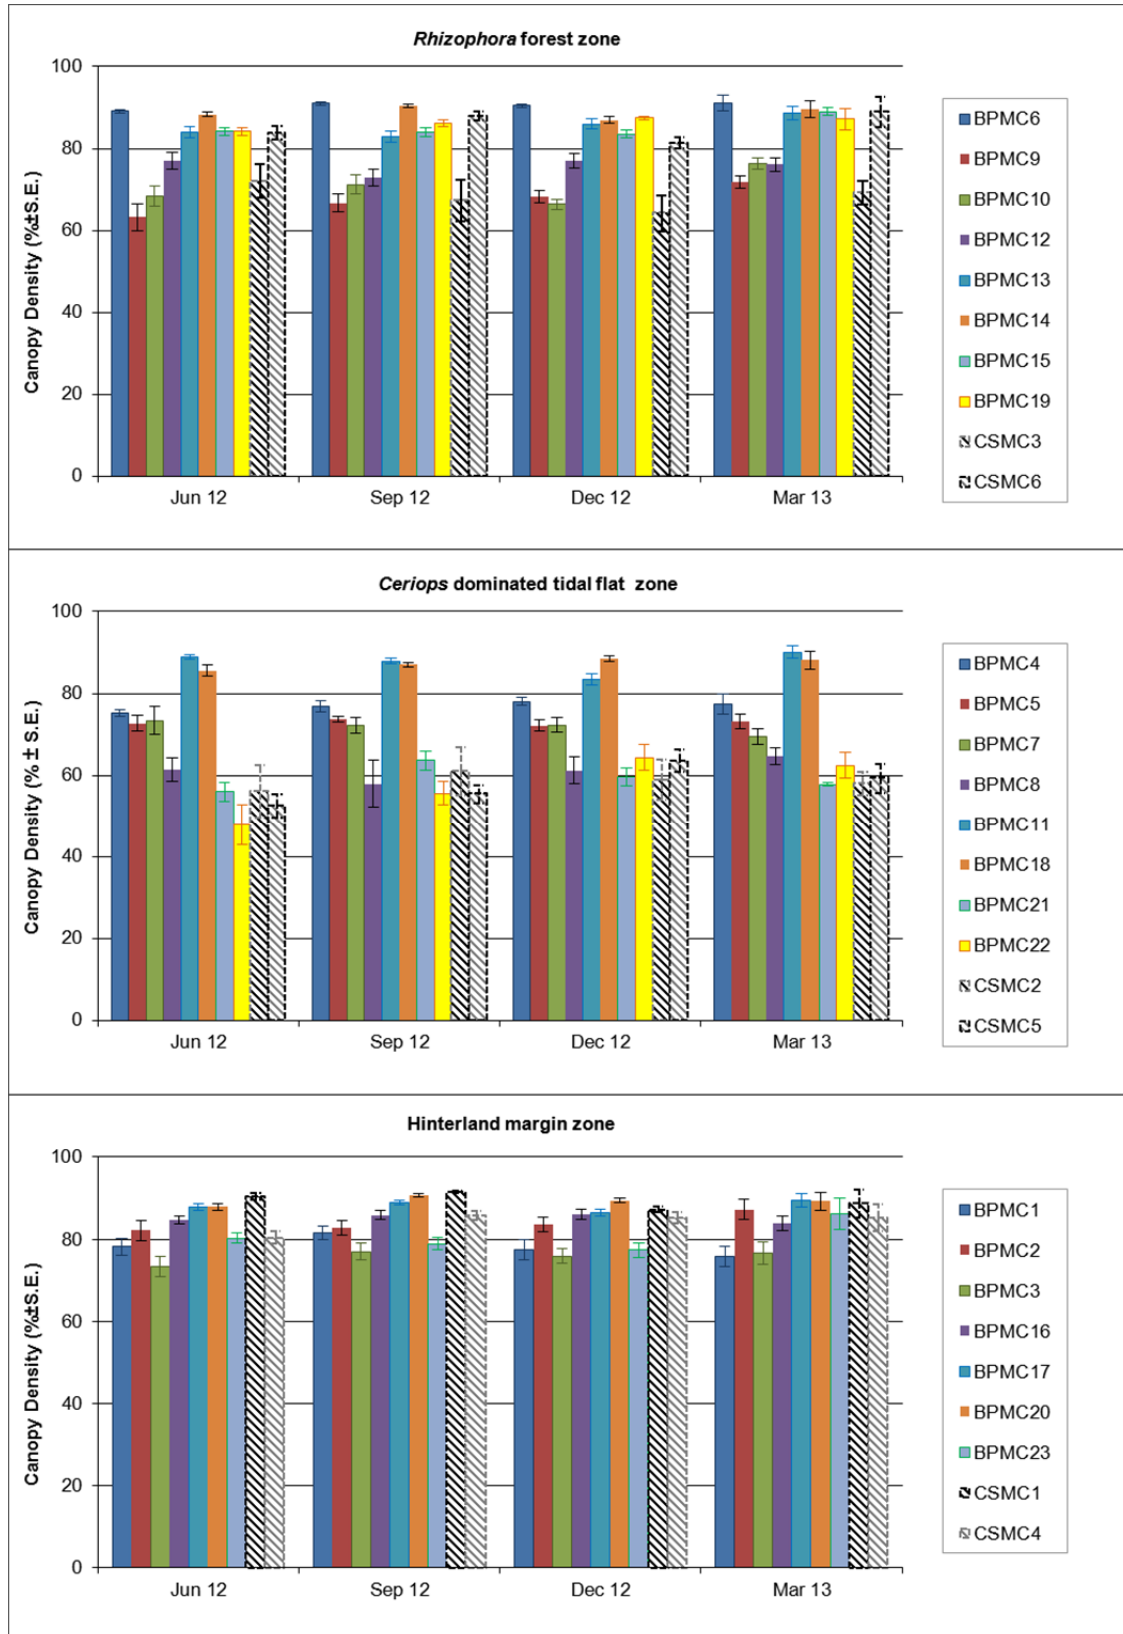 Rhizophora forest zone
Canopy Density (%±S.E.)
100
80
60
40
20
0
Jun 12
Sep 12
Dec 12
Mar 13
BPMC6
BPMC9
BPMC10
BPMC12
BPMC13
BPMC14
BPMC15
BPMC19
CSMC3
CSMC6
Ceriops dominated tidal flat zone
Canopy Density (% ± S.E.)
100
80
60
40
20
0
Jun 12
Sep 12
Dec 12
Mar 13
BPMC4
BPMC5
BPMC7
BPMC8
BPMC11
BPMC18
BPMC21
BPMC22
CSMC2
CSMC5
Hinterland margin zone
Canopy Density (%±S.E.)
100
80
60
40
20
0
Jun 12
Sep 12
Dec 12
Mar 13
BPMC1
BPMC2
BPMC3
BPMC16
BPMC17
BPMC20
BPMC23
CSMC1
CSMC4